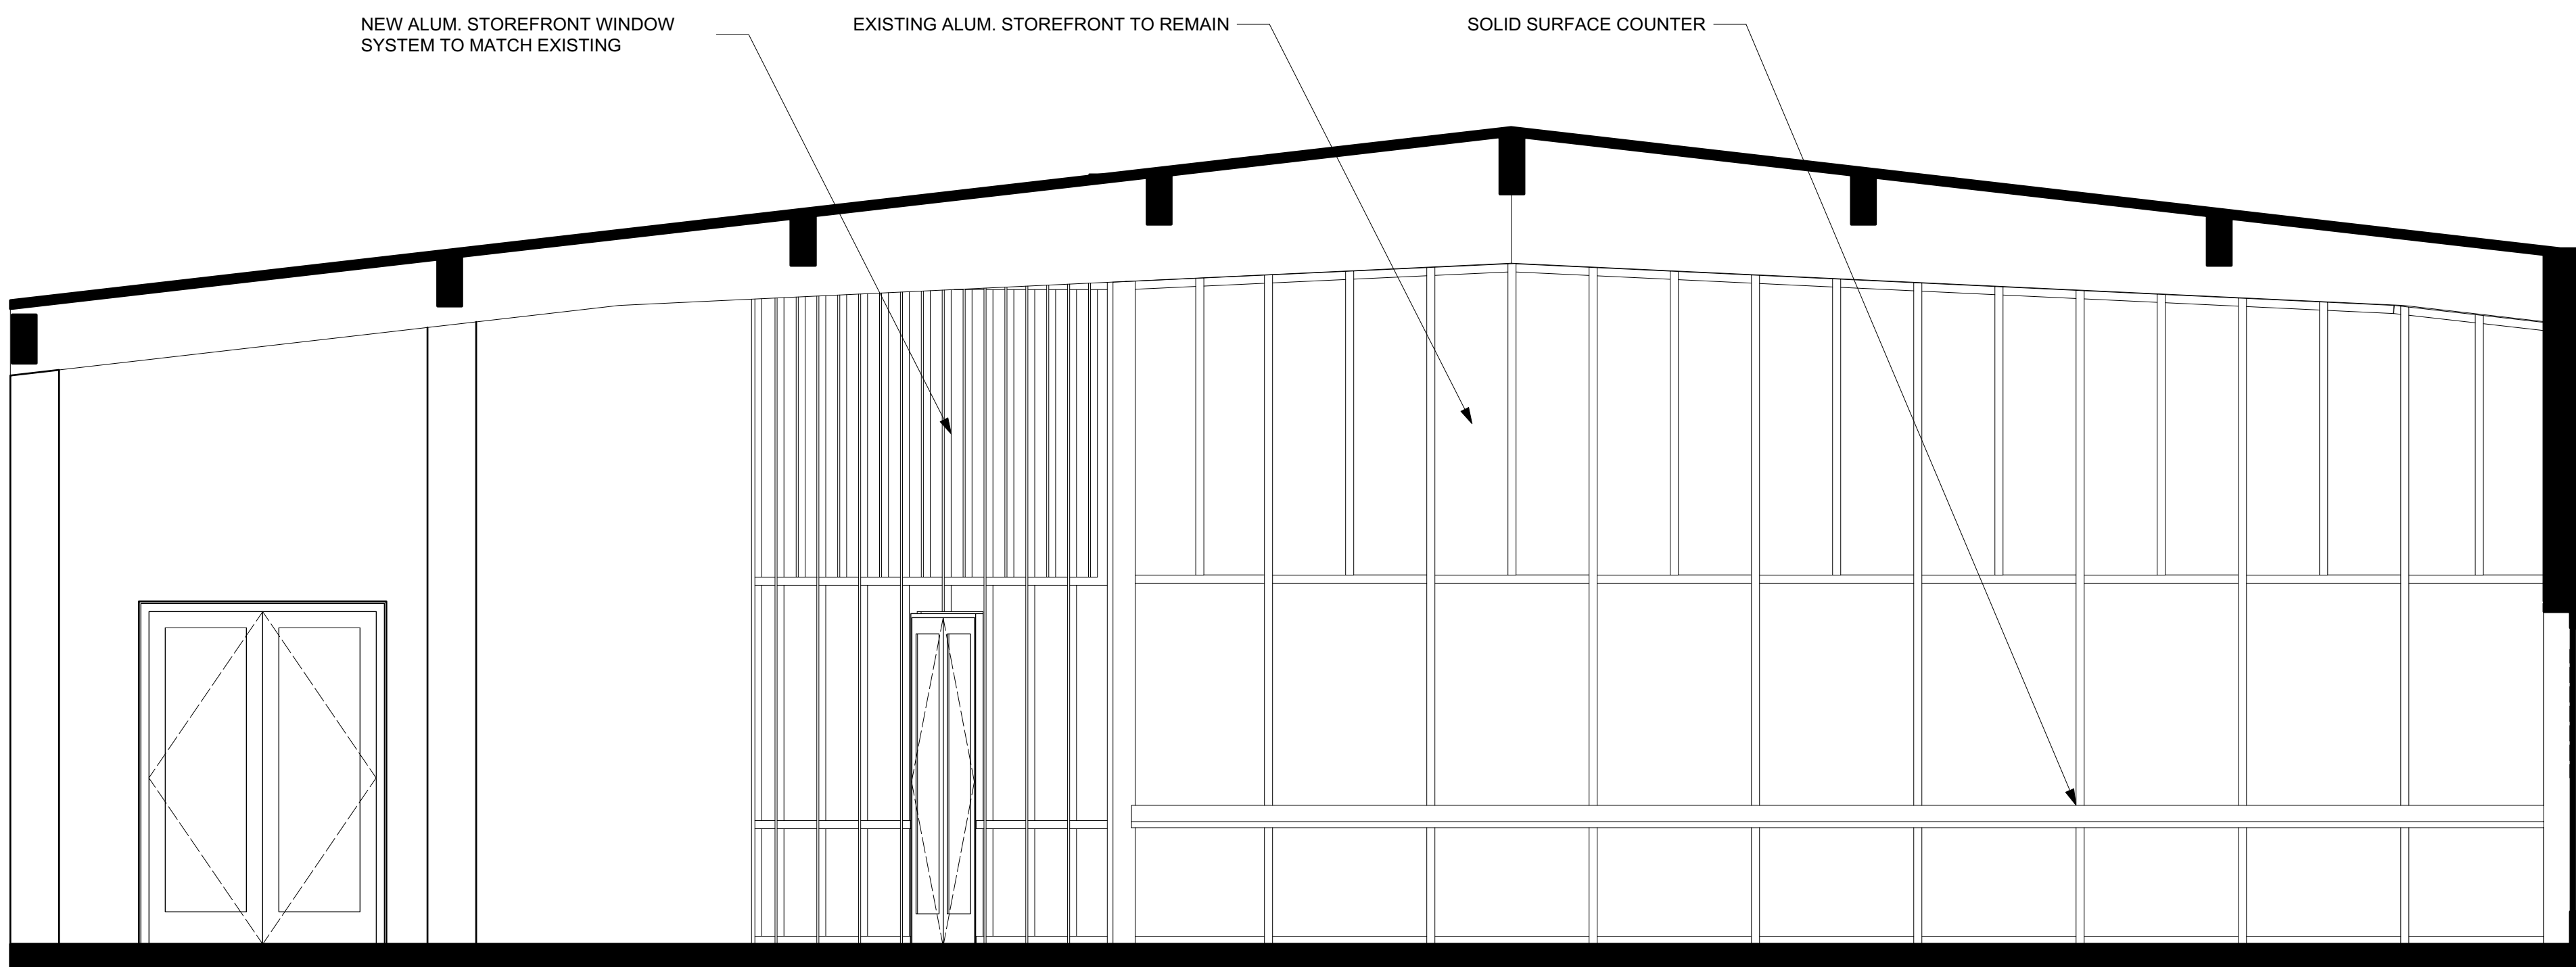 NEW ALUM. STOREFRONT WINDOW
SYSTEM TO MATCH EXISTING
EXISTING ALUM. STOREFRONT TO REMAIN
SOLID SURFACE COUNTER